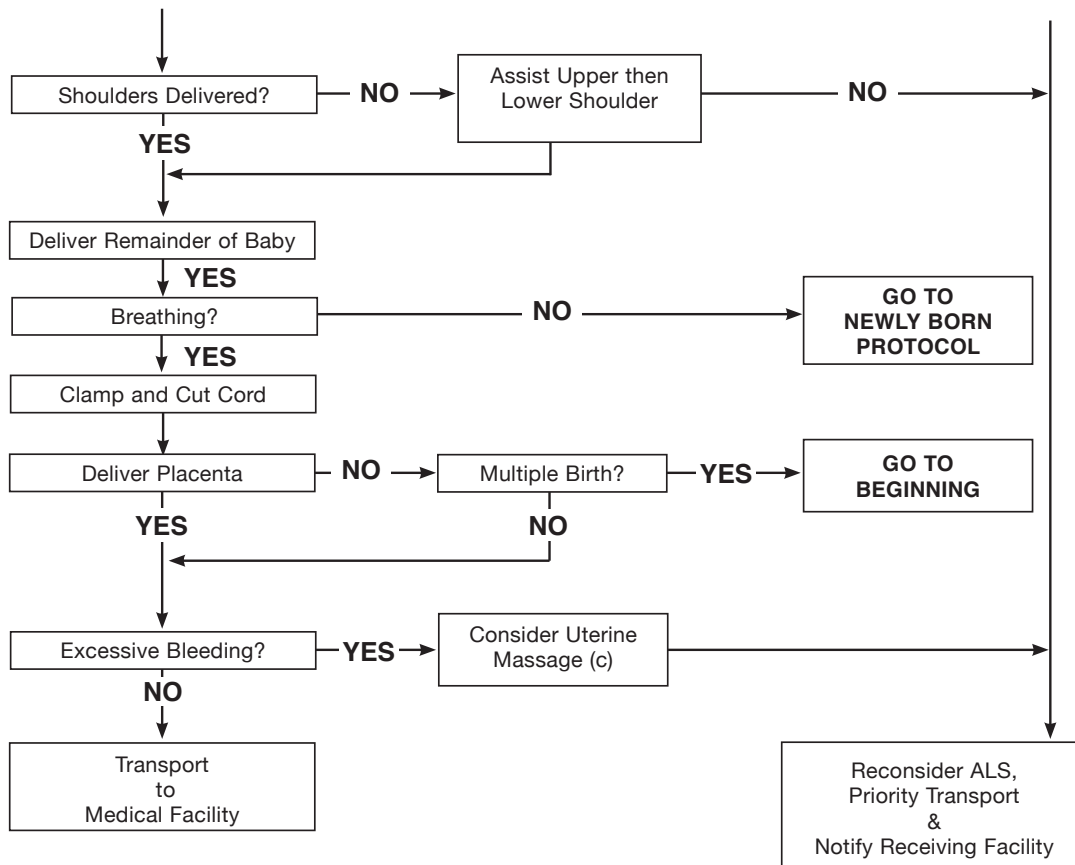 Shoulders Delivered?
NO
Assist Upper then
Lower Shoulder
NO
YES
Deliver Remainder of Baby
YES
Breathing?
NO
GO TO
NEWLY BORN
PROTOCOL
YES
Clamp and Cut Cord
Deliver Placenta
NO
Multiple Birth?
YES
GO TO
BEGINNING
YES
NO
Excessive Bleeding?
YES
Consider Uterine
Massage (c)
NO
Transport
to
Medical Facility
Reconsider ALS,
Priority Transport
&
Notify Receiving Facility